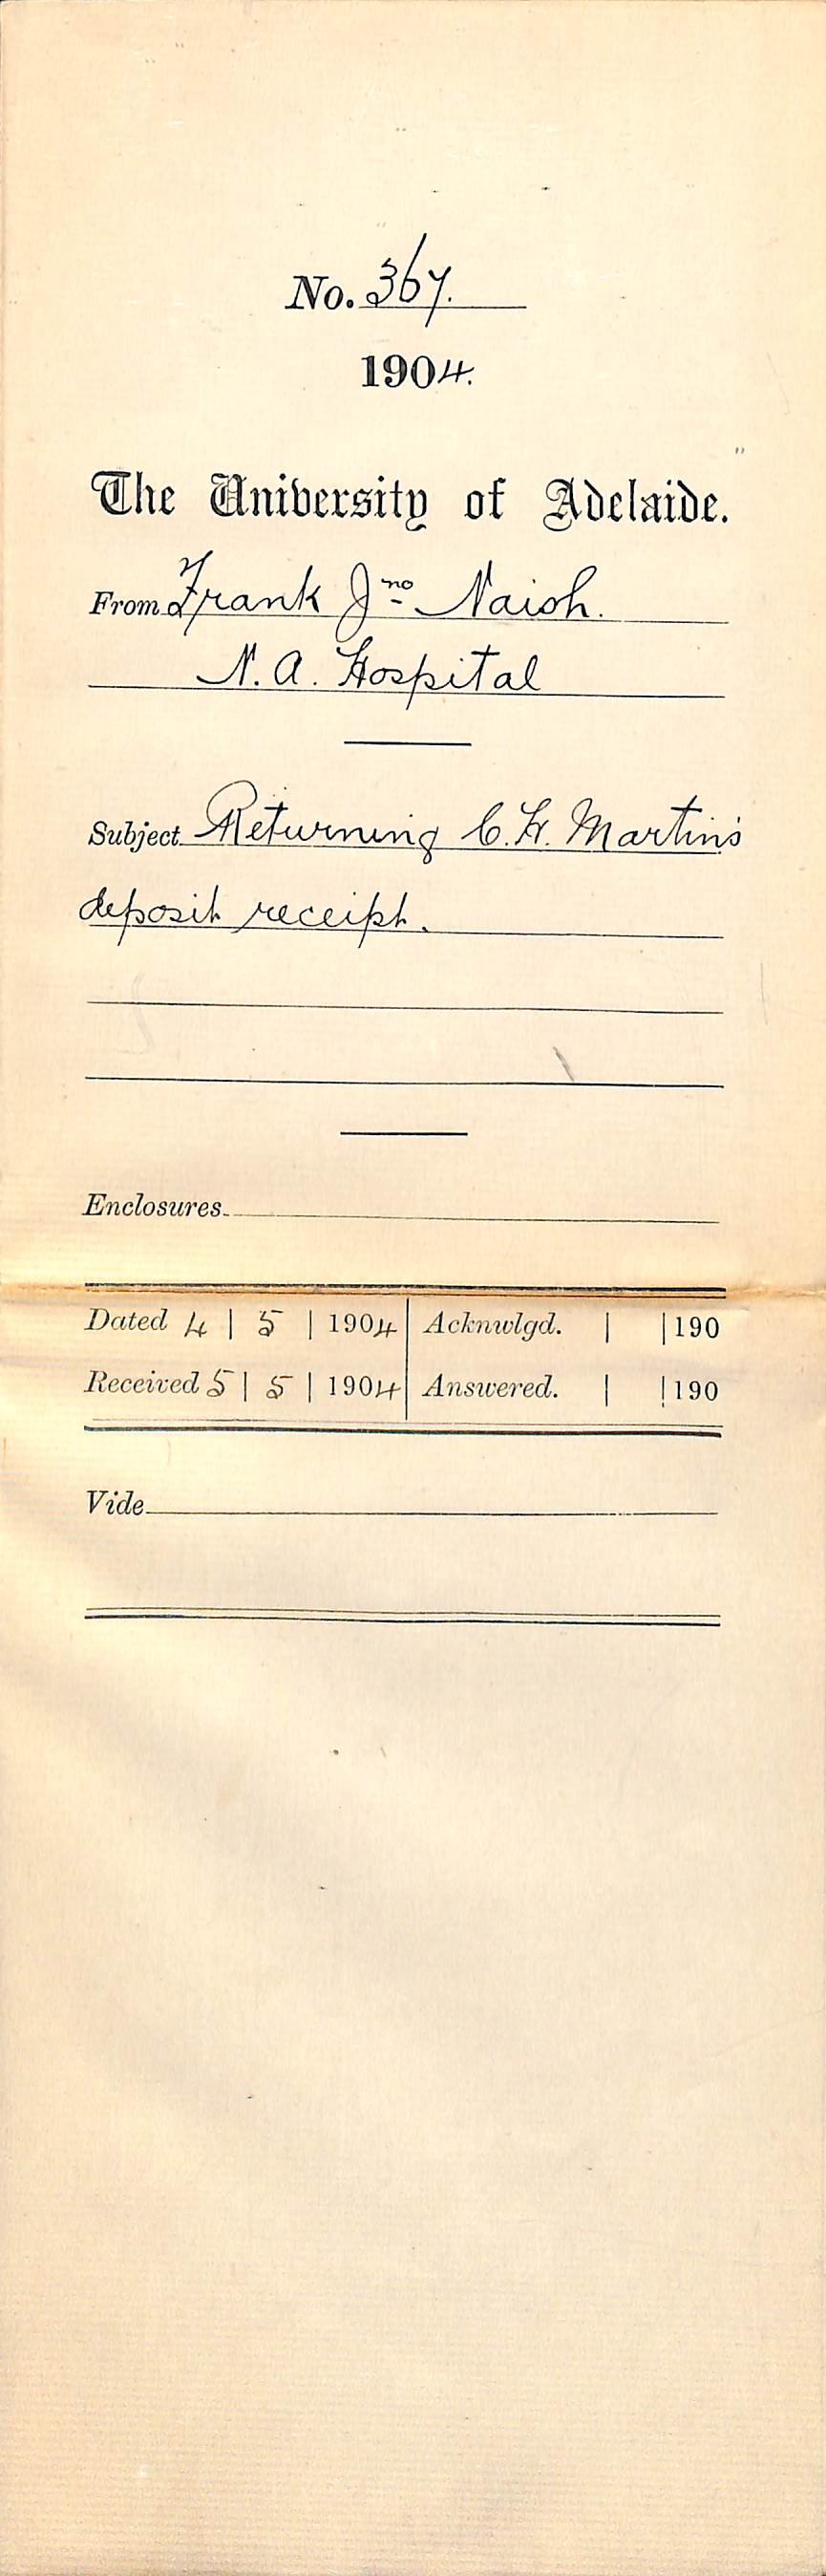 No. 367.
1904.
The University of Adelaide.
From Frank Jno Naish.
N. A. Hospital
Subject Returning C. H. Martin's
deposit receipt.
Enclosures
Dated 4 | 5 | 1904 Acknwlgd. | | 190
Received 5 | 5 | 1904 Answered. | | 190
Vide